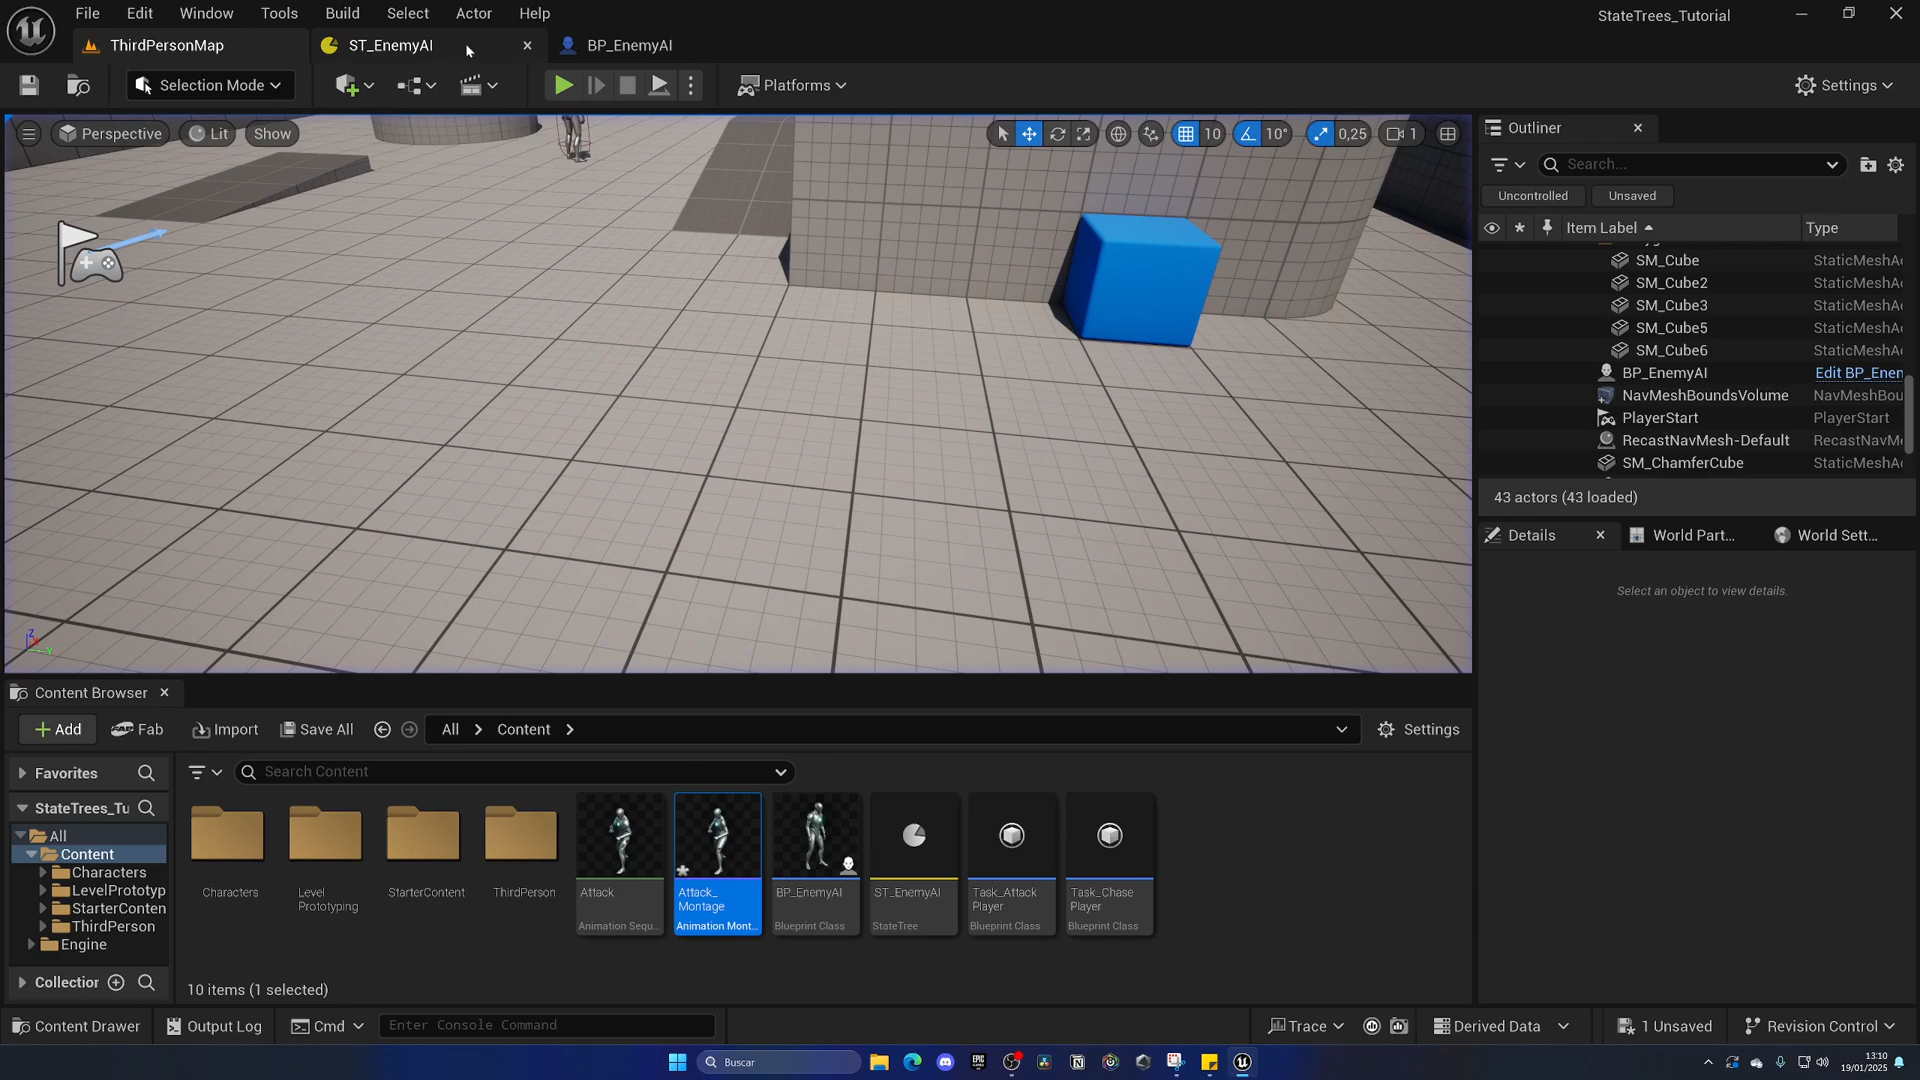 File Edit Window Tools Build Select Actor Help
StateTrees_Tutorial
ThirdPersonMap
ST_EnemyAI
BP_EnemyAI
Selection Mode
Platforms
Settings
Perspective
Lit
Show
10
10°
0,25
1
Outliner
Search...
Uncontrolled
Unsaved
Item Label
Type
SM_Cube StaticMeshAc
SM_Cube2 StaticMeshAc
SM_Cube3 StaticMeshAc
SM_Cube5 StaticMeshAc
SM_Cube6 StaticMeshAc
BP_EnemyAI Edit BP_Enem
NavMeshBoundsVolume NavMeshBou
PlayerStart PlayerStart
RecastNavMesh-Default RecastNavMe
SM_ChamferCube StaticMeshAc
43 actors (43 loaded)
Details
World Part...
World Sett...
Select an object to view details.
Z
Y
Content Browser
Add
Fab
Import
Save All
All
Content
Settings
Favorites
Search Content
StateTrees_Tu
All
Content
Characters
LevelPrototyp
StarterConten
ThirdPerson
Engine
Collection
Characters
Level
Prototyping
StarterContent
ThirdPerson
Attack
Animation Sequ...
Attack_
Montage
Animation Mont...
BP_EnemyAI
Blueprint Class
ST_EnemyAI
StateTree
Task_Attack
Player
Blueprint Class
Task_Chase
Player
Blueprint Class
10 items (1 selected)
Content Drawer
Output Log
Cmd
Enter Console Command
Trace
Derived Data
1 Unsaved
Revision Control
Buscar
EPIC
13:10
19/01/2025